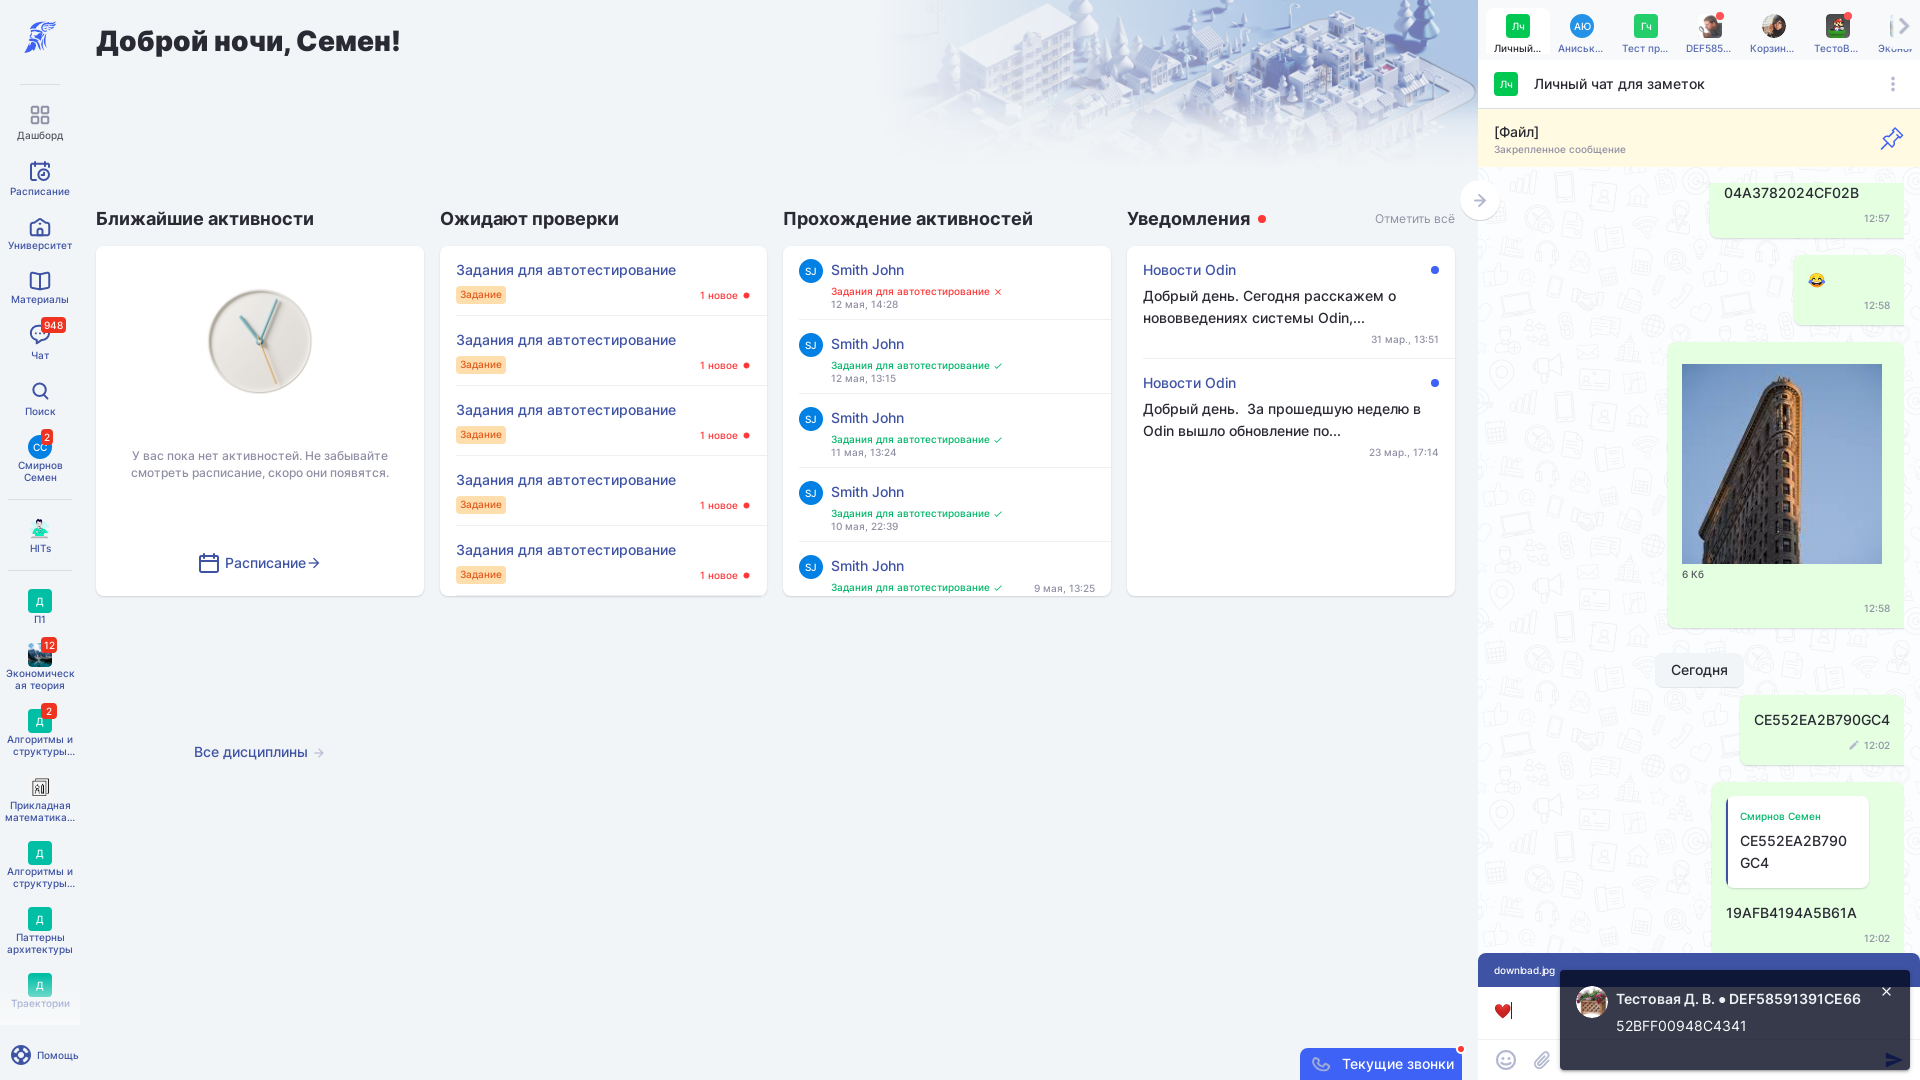 Доброй ночи, Семен!
Дашборд
Расписание
Университет
Материалы
948
Чат
Поиск
2
СС
Смирнов
Семен
HITs
Д
П1
12
Экономическ
ая теория
2
Д
Алгоритмы и
структуры...
Прикладная
математика...
Д
Алгоритмы и
структуры...
Д
Паттерны
архитектуры
Д
Траектории
Помощь
Ближайшие активности
У вас пока нет активностей. Не забывайте
смотреть расписание, скоро они появятся.
Расписание
Все дисциплины
Ожидают проверки
Задания для автотестирование
Задание
1 новое
Задания для автотестирование
Задание
1 новое
Задания для автотестирование
Задание
1 новое
Задания для автотестирование
Задание
1 новое
Задания для автотестирование
Задание
1 новое
Прохождение активностей
SJ
Smith John
Задания для автотестирование
12 мая, 14:28
SJ
Smith John
Задания для автотестирование
12 мая, 13:15
SJ
Smith John
Задания для автотестирование
11 мая, 13:24
SJ
Smith John
Задания для автотестирование
10 мая, 22:39
SJ
Smith John
Задания для автотестирование
9 мая, 13:25
Уведомления
Отметить всё
Новости Odin
Добрый день. Сегодня расскажем о
нововведениях системы Odin,...
31 мар., 13:51
Новости Odin
Добрый день.  За прошедшую неделю в
Odin вышло обновление по...
23 мар., 17:14
Текущие звонки
Лч
Личный...
АЮ
Аниськ...
Гч
Тест пр...
DEF585...
Корзин...
ТестоВ...
Лч
Личный чат для заметок
[Файл]
Закрепленное сообщение
04A3782024CF02B
12:57
😂
12:58
6 Кб
12:58
Сегодня
CE552EA2B790GC4
12:02
Смирнов Семен
CE552EA2B790
GC4
19AFB4194A5B61A
12:02
download.jpg
❤️
Тестовая Д. В. ● DEF58591391CE66
52BFF00948C4341